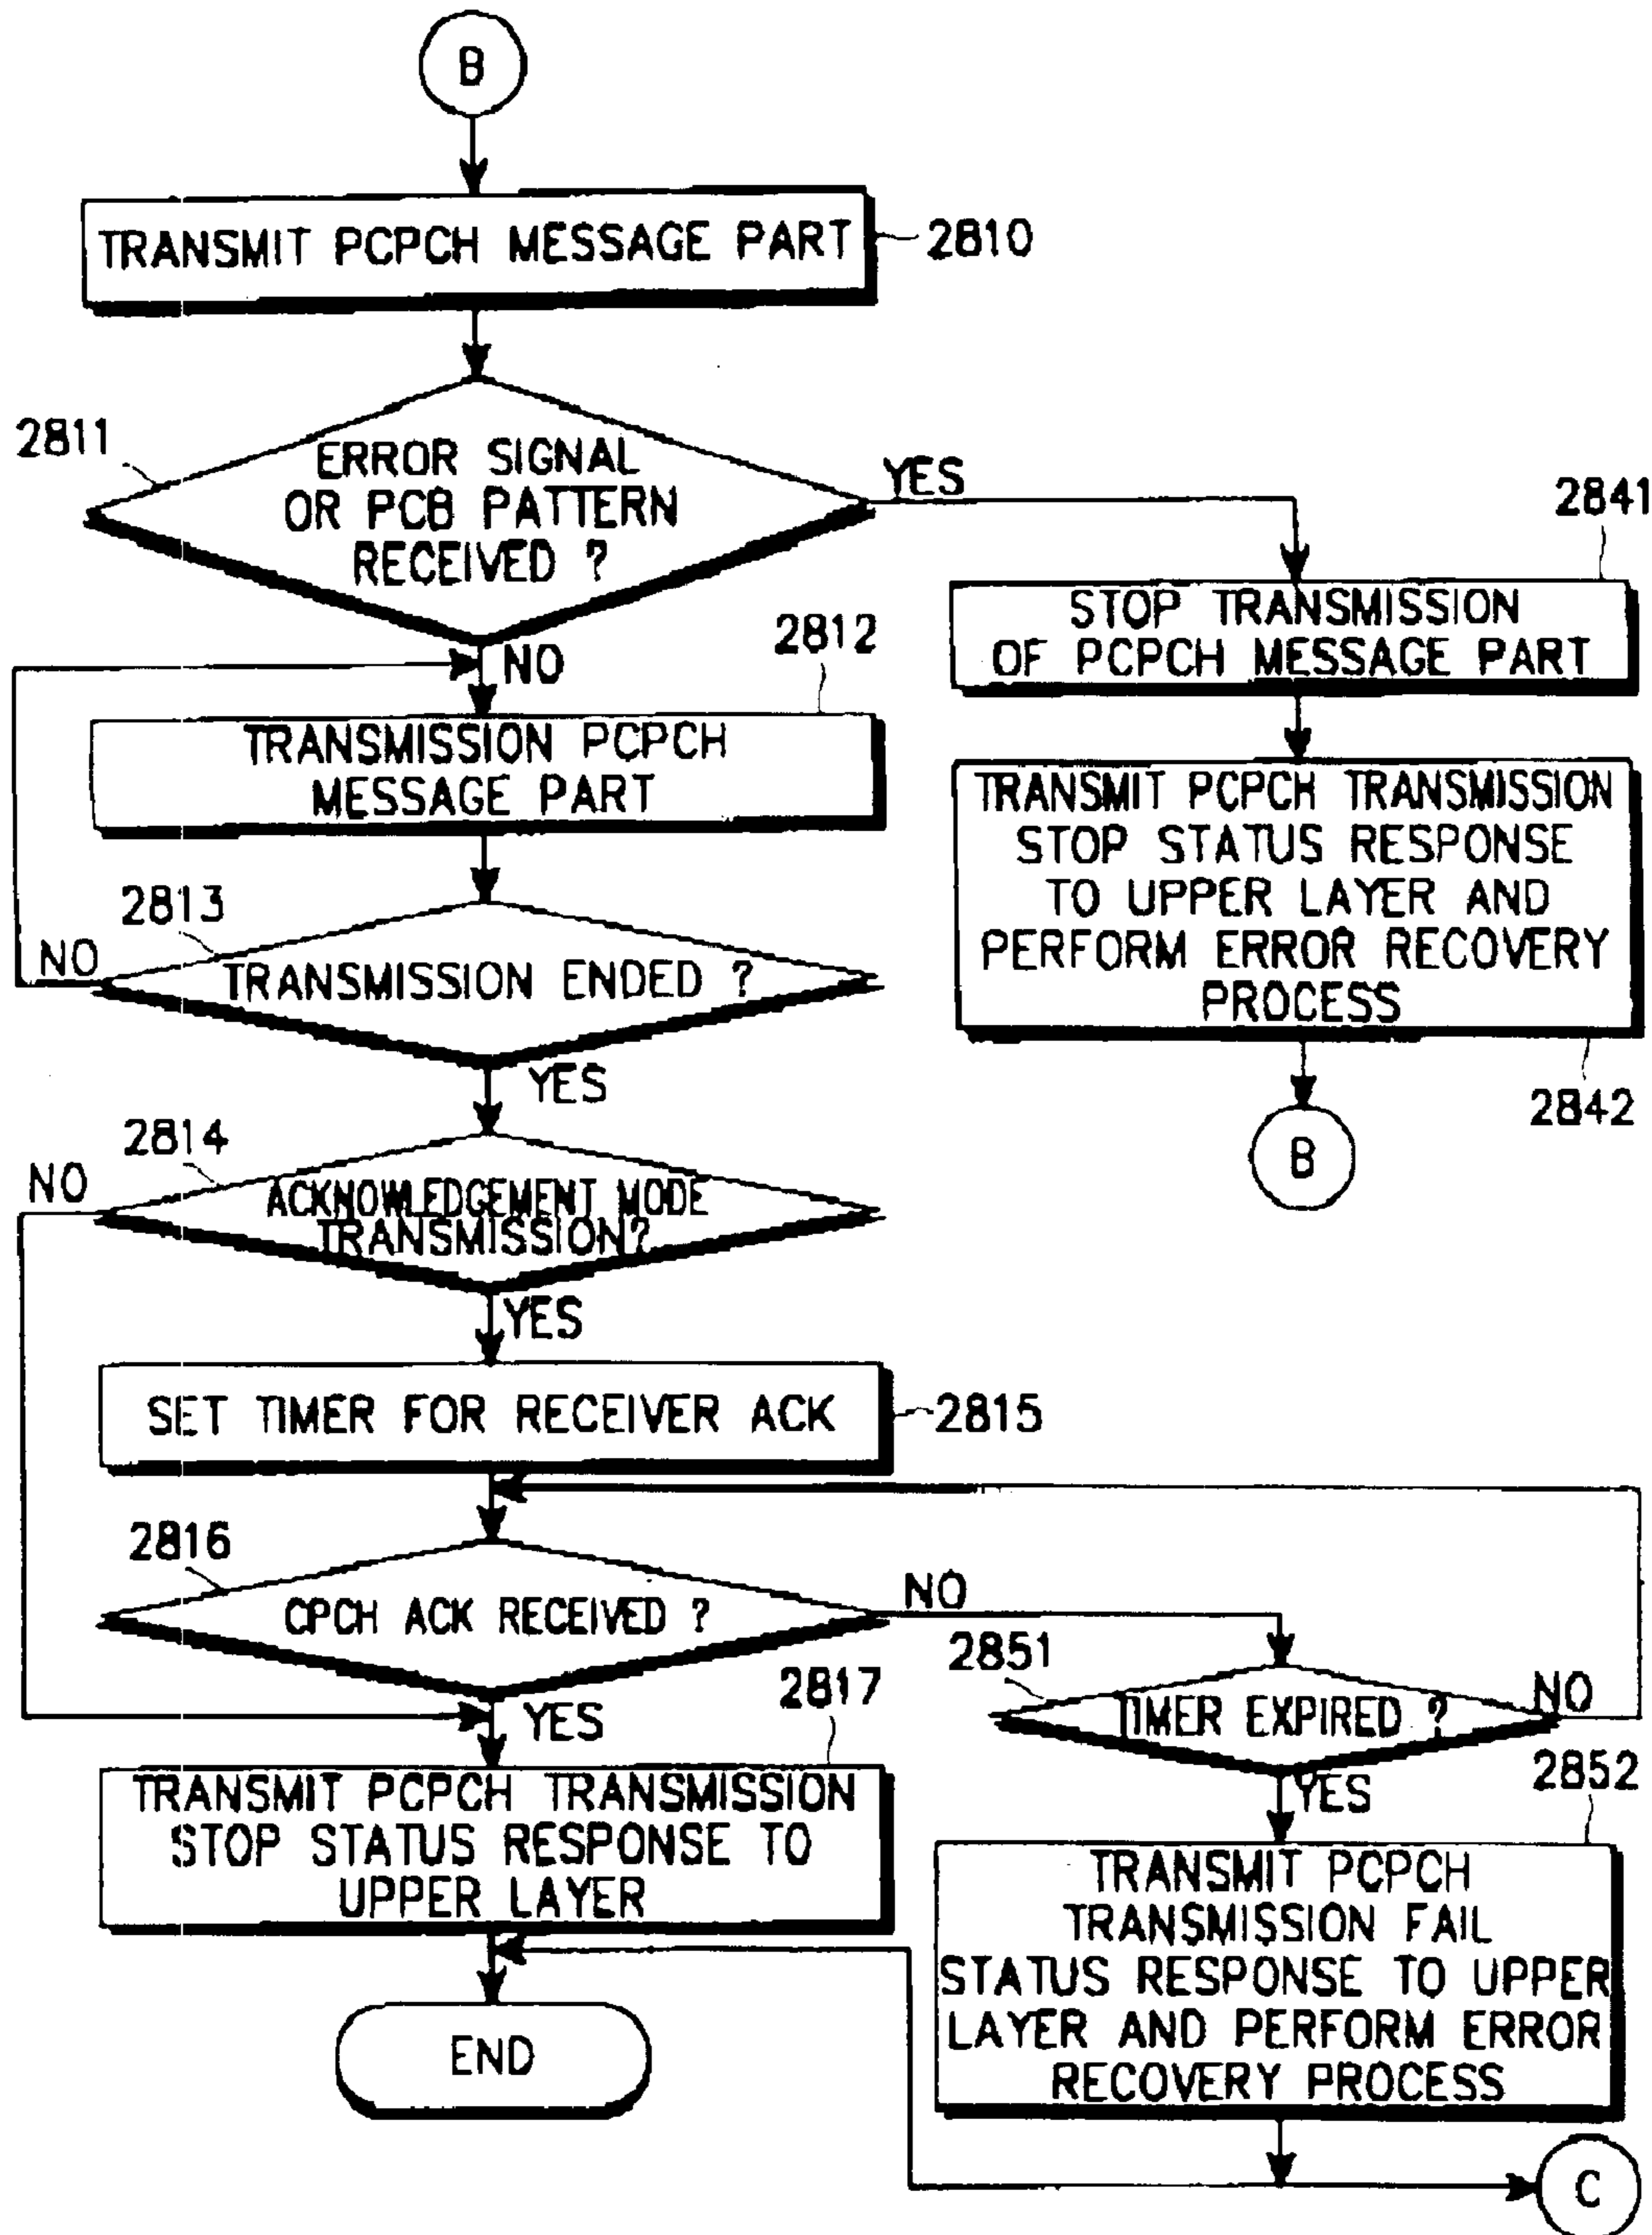 B
TRANSMIT PCPCH MESSAGE PART
2810
2811
ERROR SIGNAL
OR PCB PATTERN
RECEIVED ?
YES
NO
2841
STOP TRANSMISSION
OF PCPCH MESSAGE PART
2812
TRANSMISSION PCPCH
MESSAGE PART
TRANSMIT PCPCH TRANSMISSION
STOP STATUS RESPONSE
TO UPPER LAYER AND
PERFORM ERROR RECOVERY
PROCESS
2842
B
2813
NO
TRANSMISSION ENDED ?
YES
2814
NO
ACKNOWLEDGEMENT MODE
TRANSMISSION?
YES
SET TIMER FOR RECEIVER ACK
2815
2816
CPCH ACK RECEIVED ?
NO
YES
2851
TIMER EXPIRED ?
NO
YES
2817
TRANSMIT PCPCH TRANSMISSION
STOP STATUS RESPONSE TO
UPPER LAYER
2852
TRANSMIT PCPCH
TRANSMISSION FAIL
STATUS RESPONSE TO UPPER
LAYER AND PERFORM ERROR
RECOVERY PROCESS
END
C